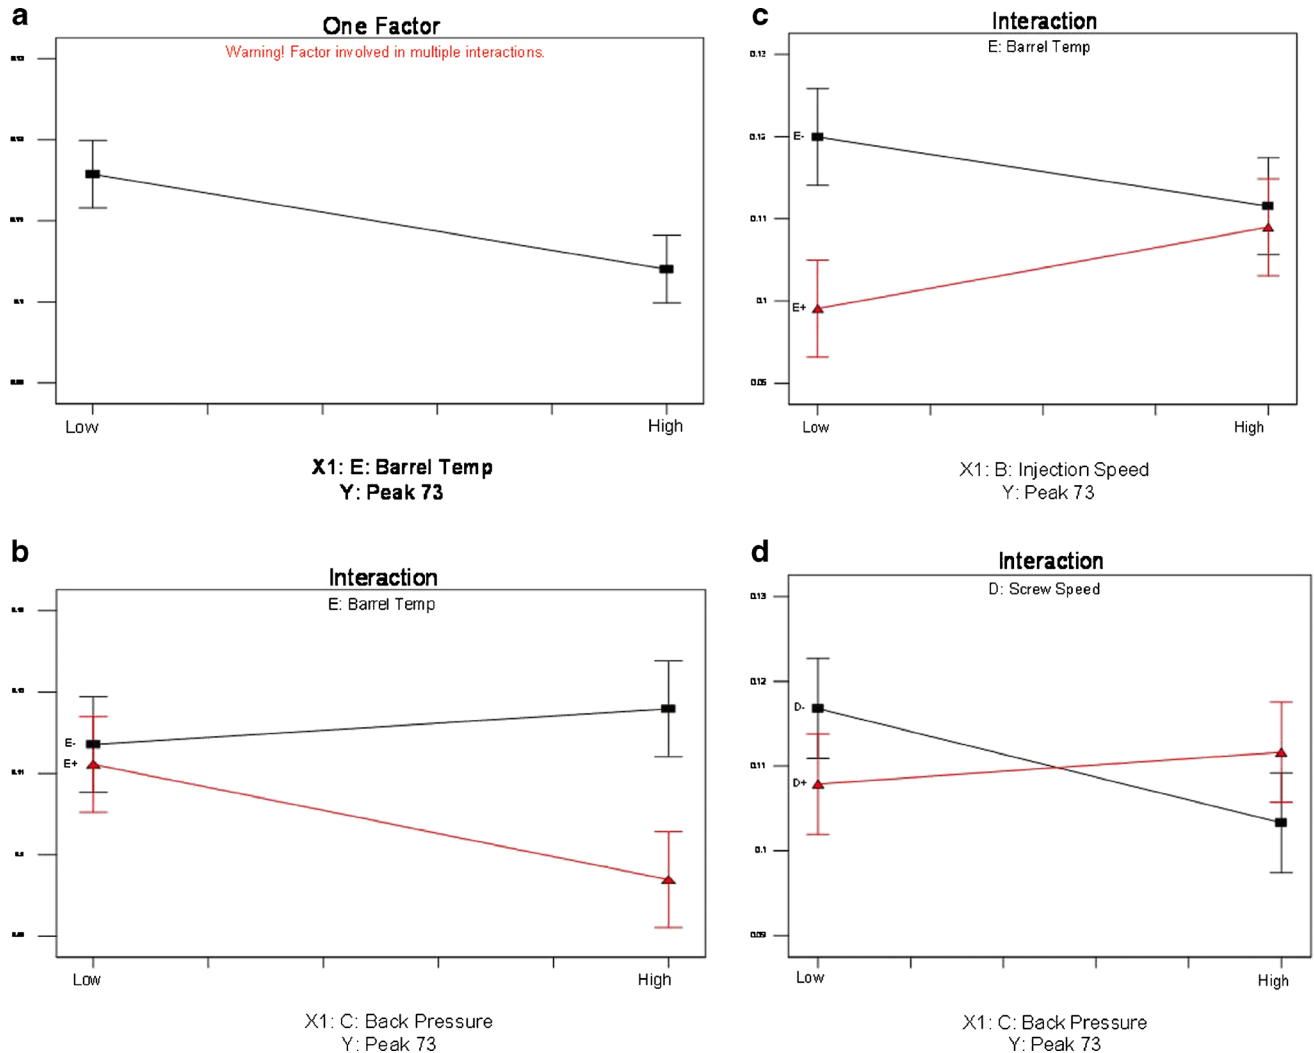 a
One Factor
Warning! Factor involved in multiple interactions.
Low
High
X1: E: Barrel Temp
Y: Peak 73
c
Interaction
E: Barrel Temp
0.12
E-
0.11
0.1
E+
Low
High
X1: B: Injection Speed
Y: Peak 73
b
Interaction
E: Barrel Temp
E-
E+
Low
High
X1: C: Back Pressure
Y: Peak 73
d
Interaction
D: Screw Speed
0.13
0.12
D-
0.11
D+
0.1
0.09
Low
High
X1: C: Back Pressure
Y: Peak 73